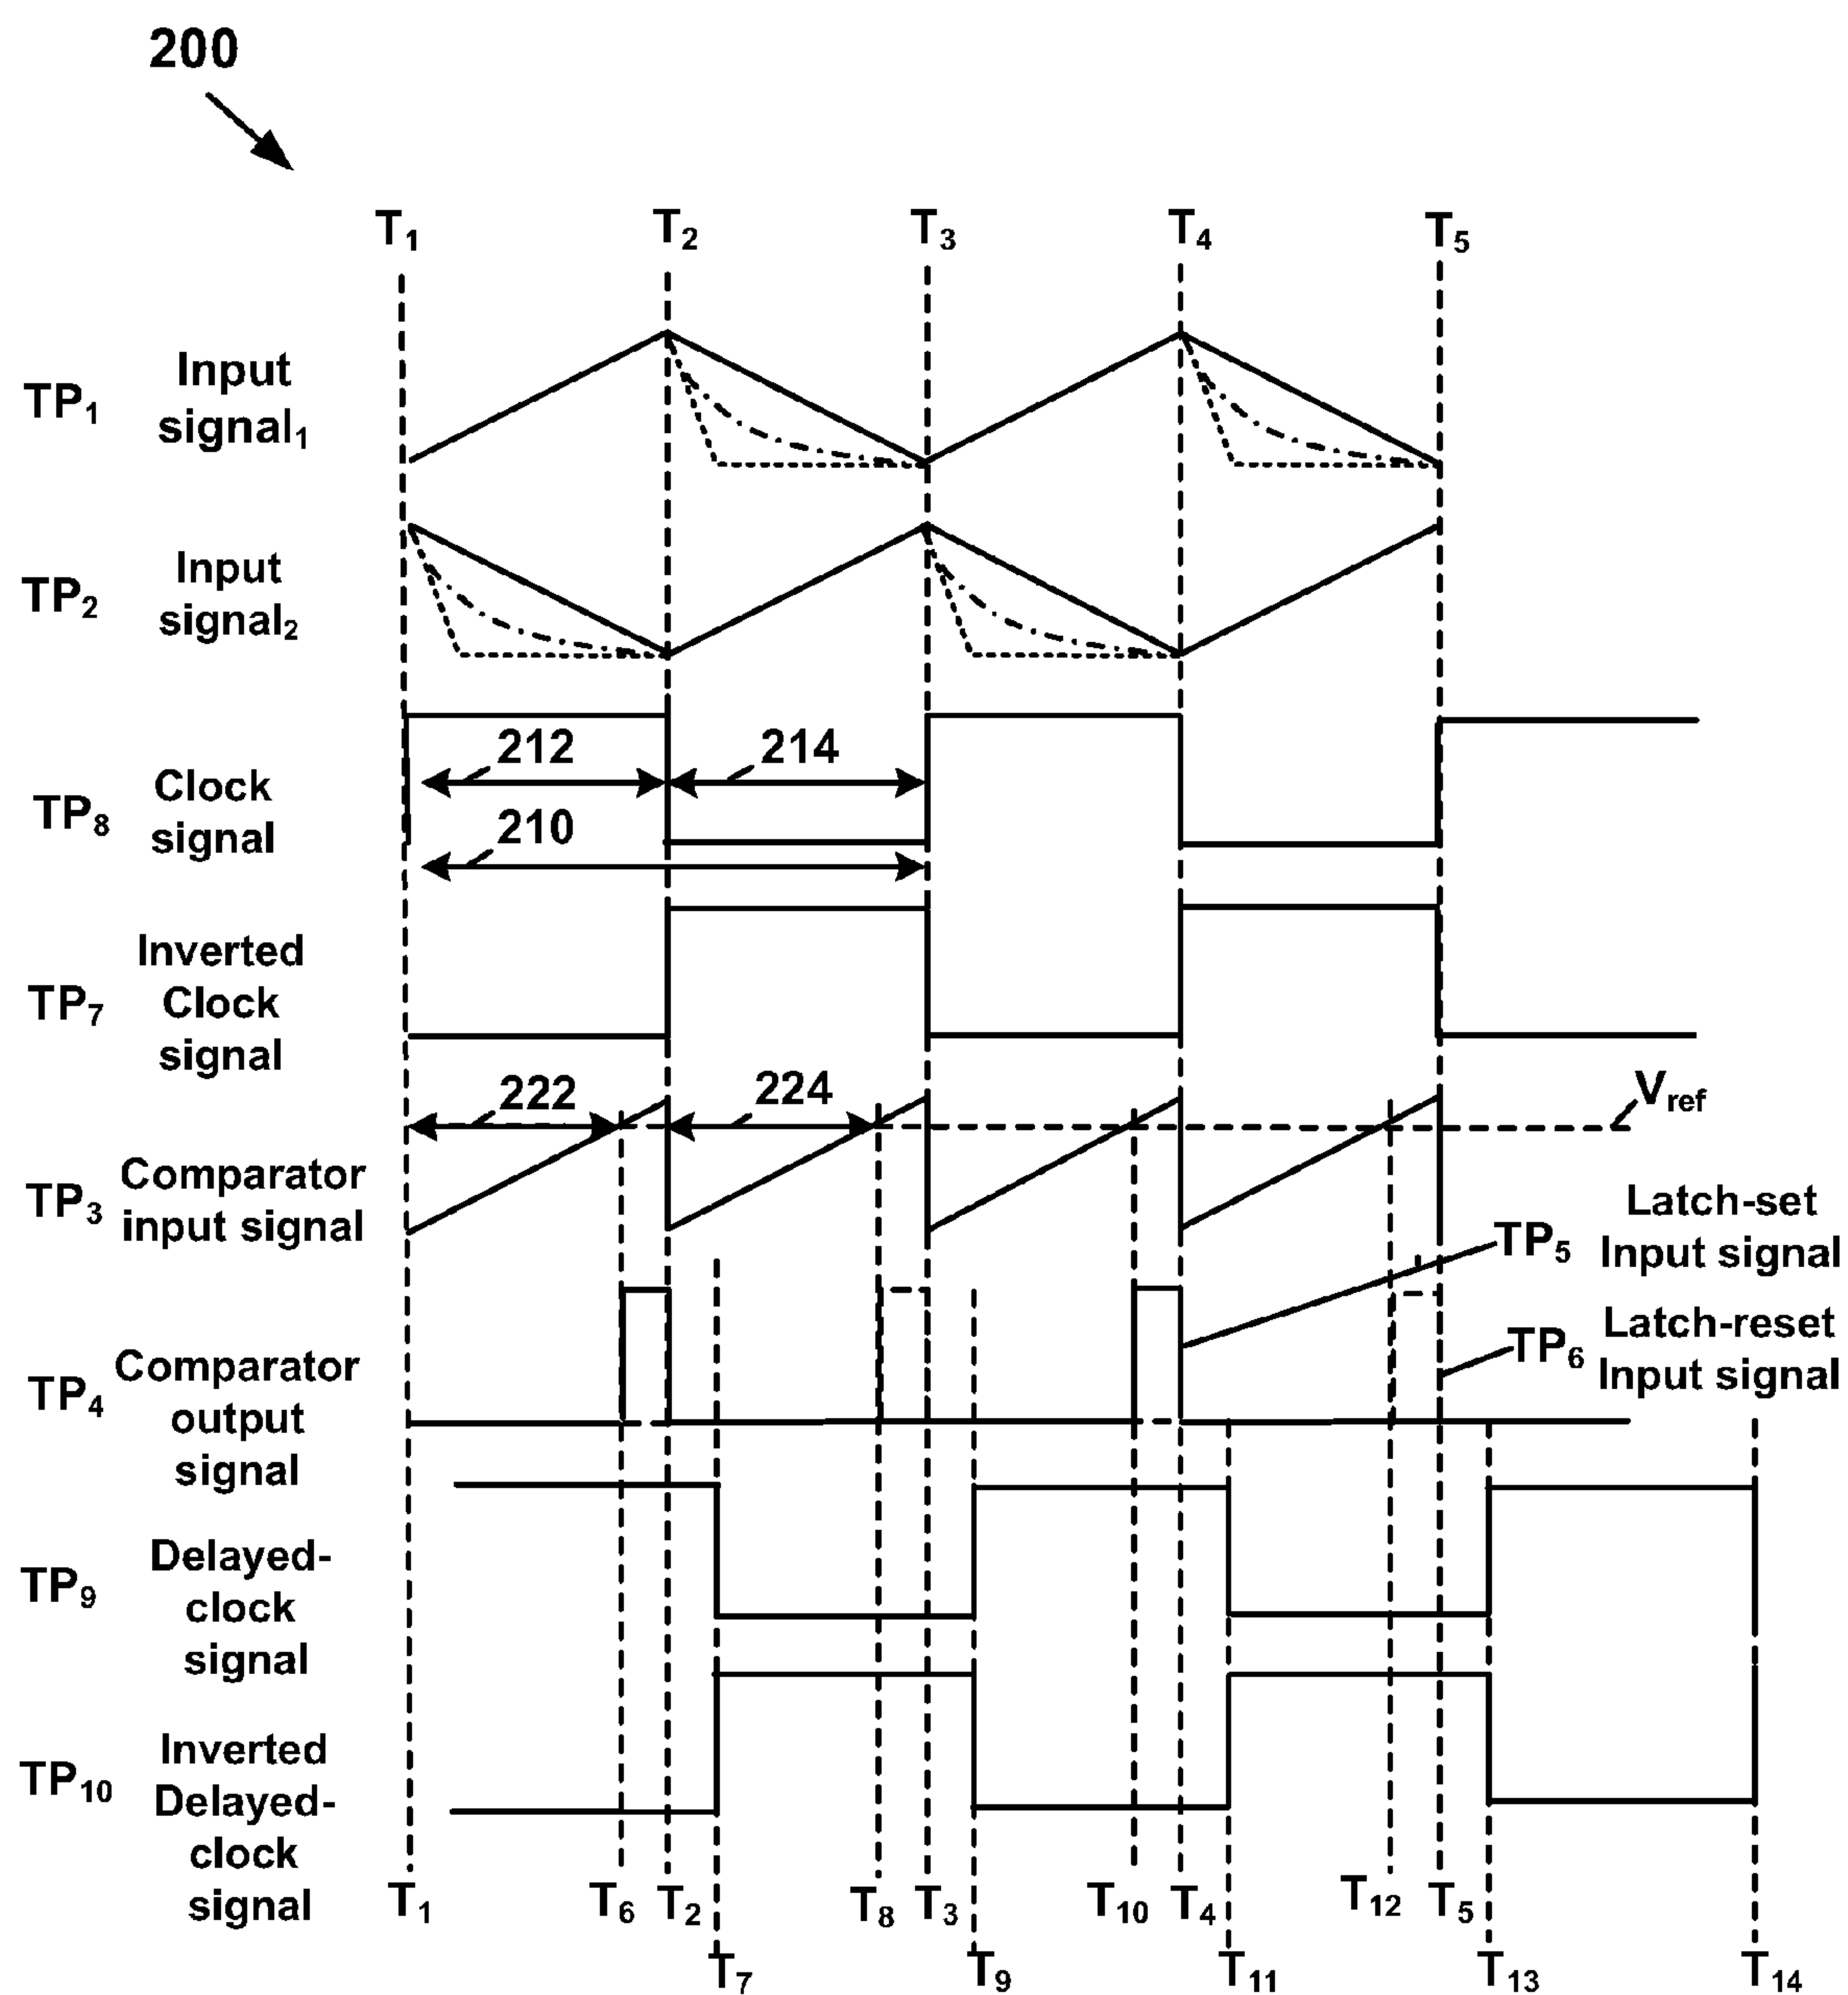 200
T1 T2 T3 T4 T5
TP1
Input
signal1
TP2
Input
signal2
TP8
Clock
signal
212
214
210
TP7
Inverted
Clock
signal
222
224
Vref
TP3
Comparator
input signal
TP5
Latch-set
Input signal
TP6
Latch-reset
Input signal
TP4
Comparator
output
signal
TP9
Delayed-
clock
signal
TP10
Inverted
Delayed-
clock
signal
T1 T6 T2 T8 T3 T10 T4 T12 T5
T7 T9 T11 T13 T14